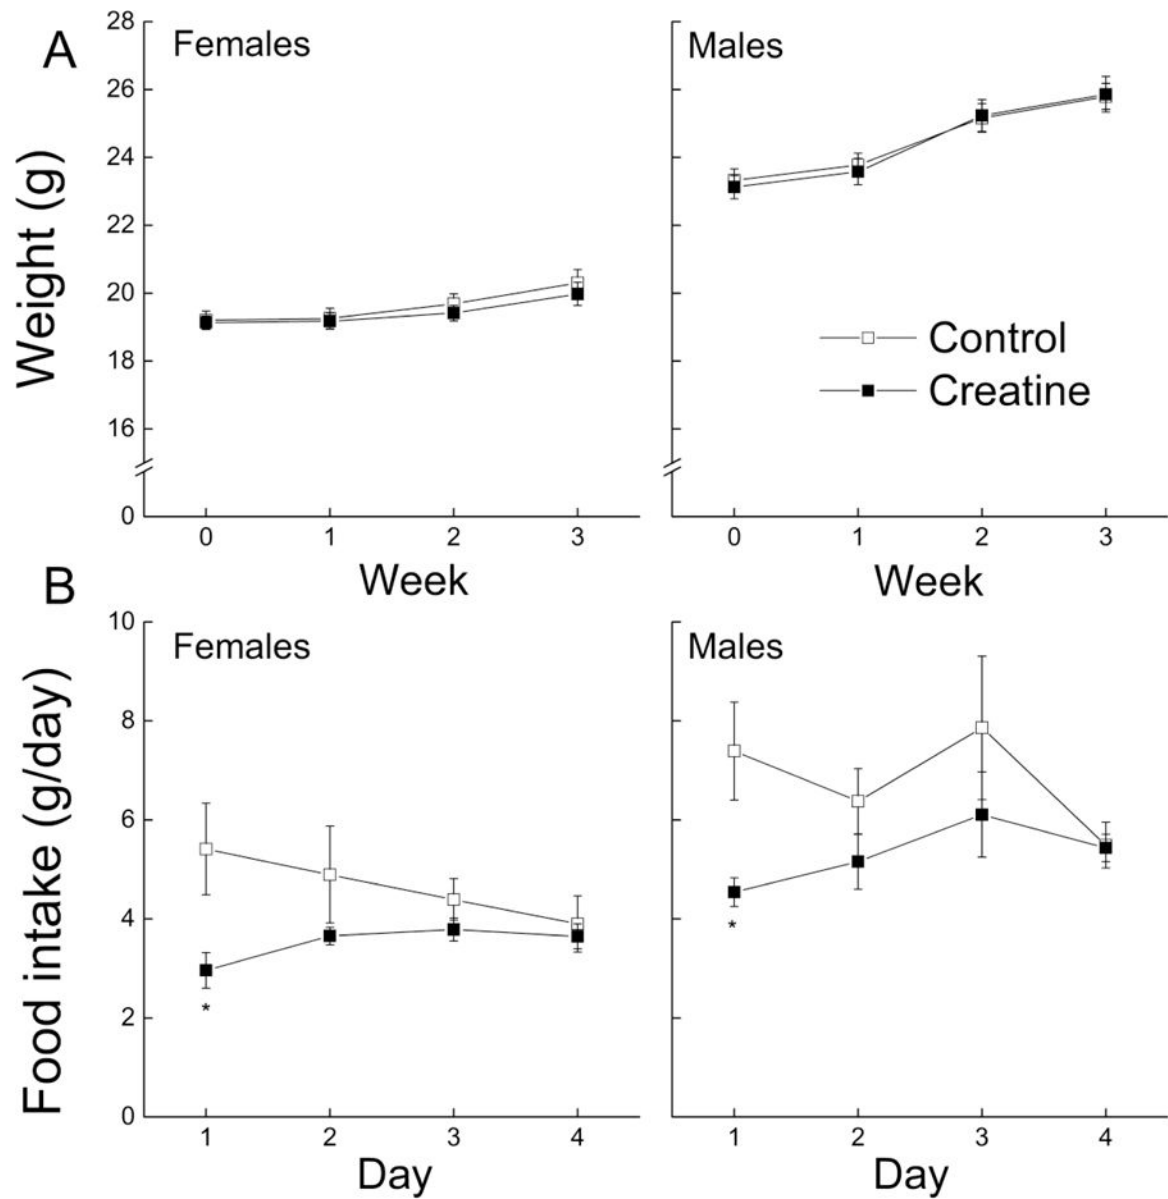 A
Females
Males
Weight (g)
28
26
24
22
20
18
16
0
Control
Creatine
0 1 2 3
0 1 2 3
Week
Week
B
Females
Males
Food intake (g/day)
10
8
6
4
2
0
*
*
1 2 3 4
1 2 3 4
Day
Day